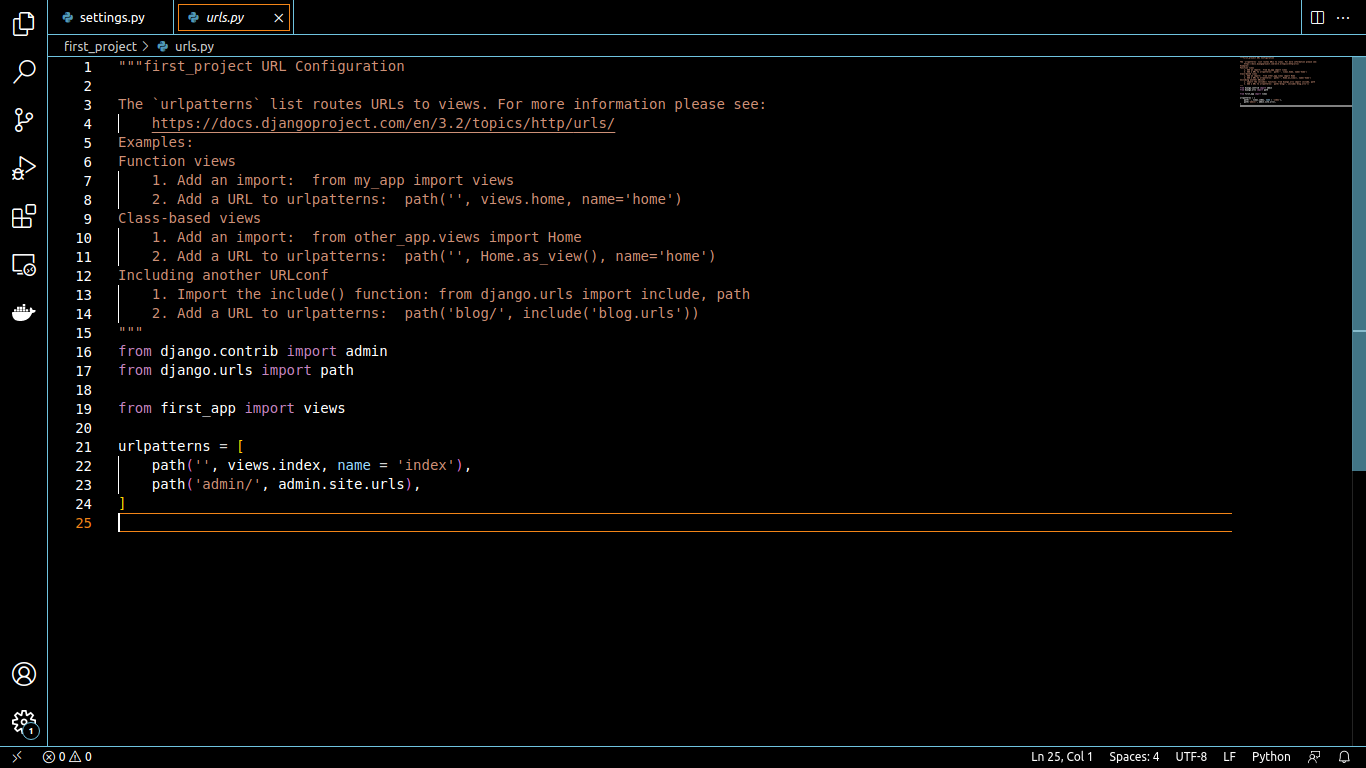 settings.py
urls.py
first_project > urls.py
1 """first_project URL Configuration
2
3 The `urlpatterns` list routes URLs to views. For more information please see:
4     https://docs.djangoproject.com/en/3.2/topics/http/urls/
5 Examples:
6 Function views
7     1. Add an import:  from my_app import views
8     2. Add a URL to urlpatterns:  path('', views.home, name='home')
9 Class-based views
10     1. Add an import:  from other_app.views import Home
11     2. Add a URL to urlpatterns:  path('', Home.as_view(), name='home')
12 Including another URLconf
13     1. Import the include() function: from django.urls import include, path
14     2. Add a URL to urlpatterns:  path('blog/', include('blog.urls'))
15 """
16 from django.contrib import admin
17 from django.urls import path
18
19 from first_app import views
20
21 urlpatterns = [
22     path('', views.index, name = 'index'),
23     path('admin/', admin.site.urls),
24 ]
25
1
0 0
Ln 25, Col 1 Spaces: 4 UTF-8 LF Python